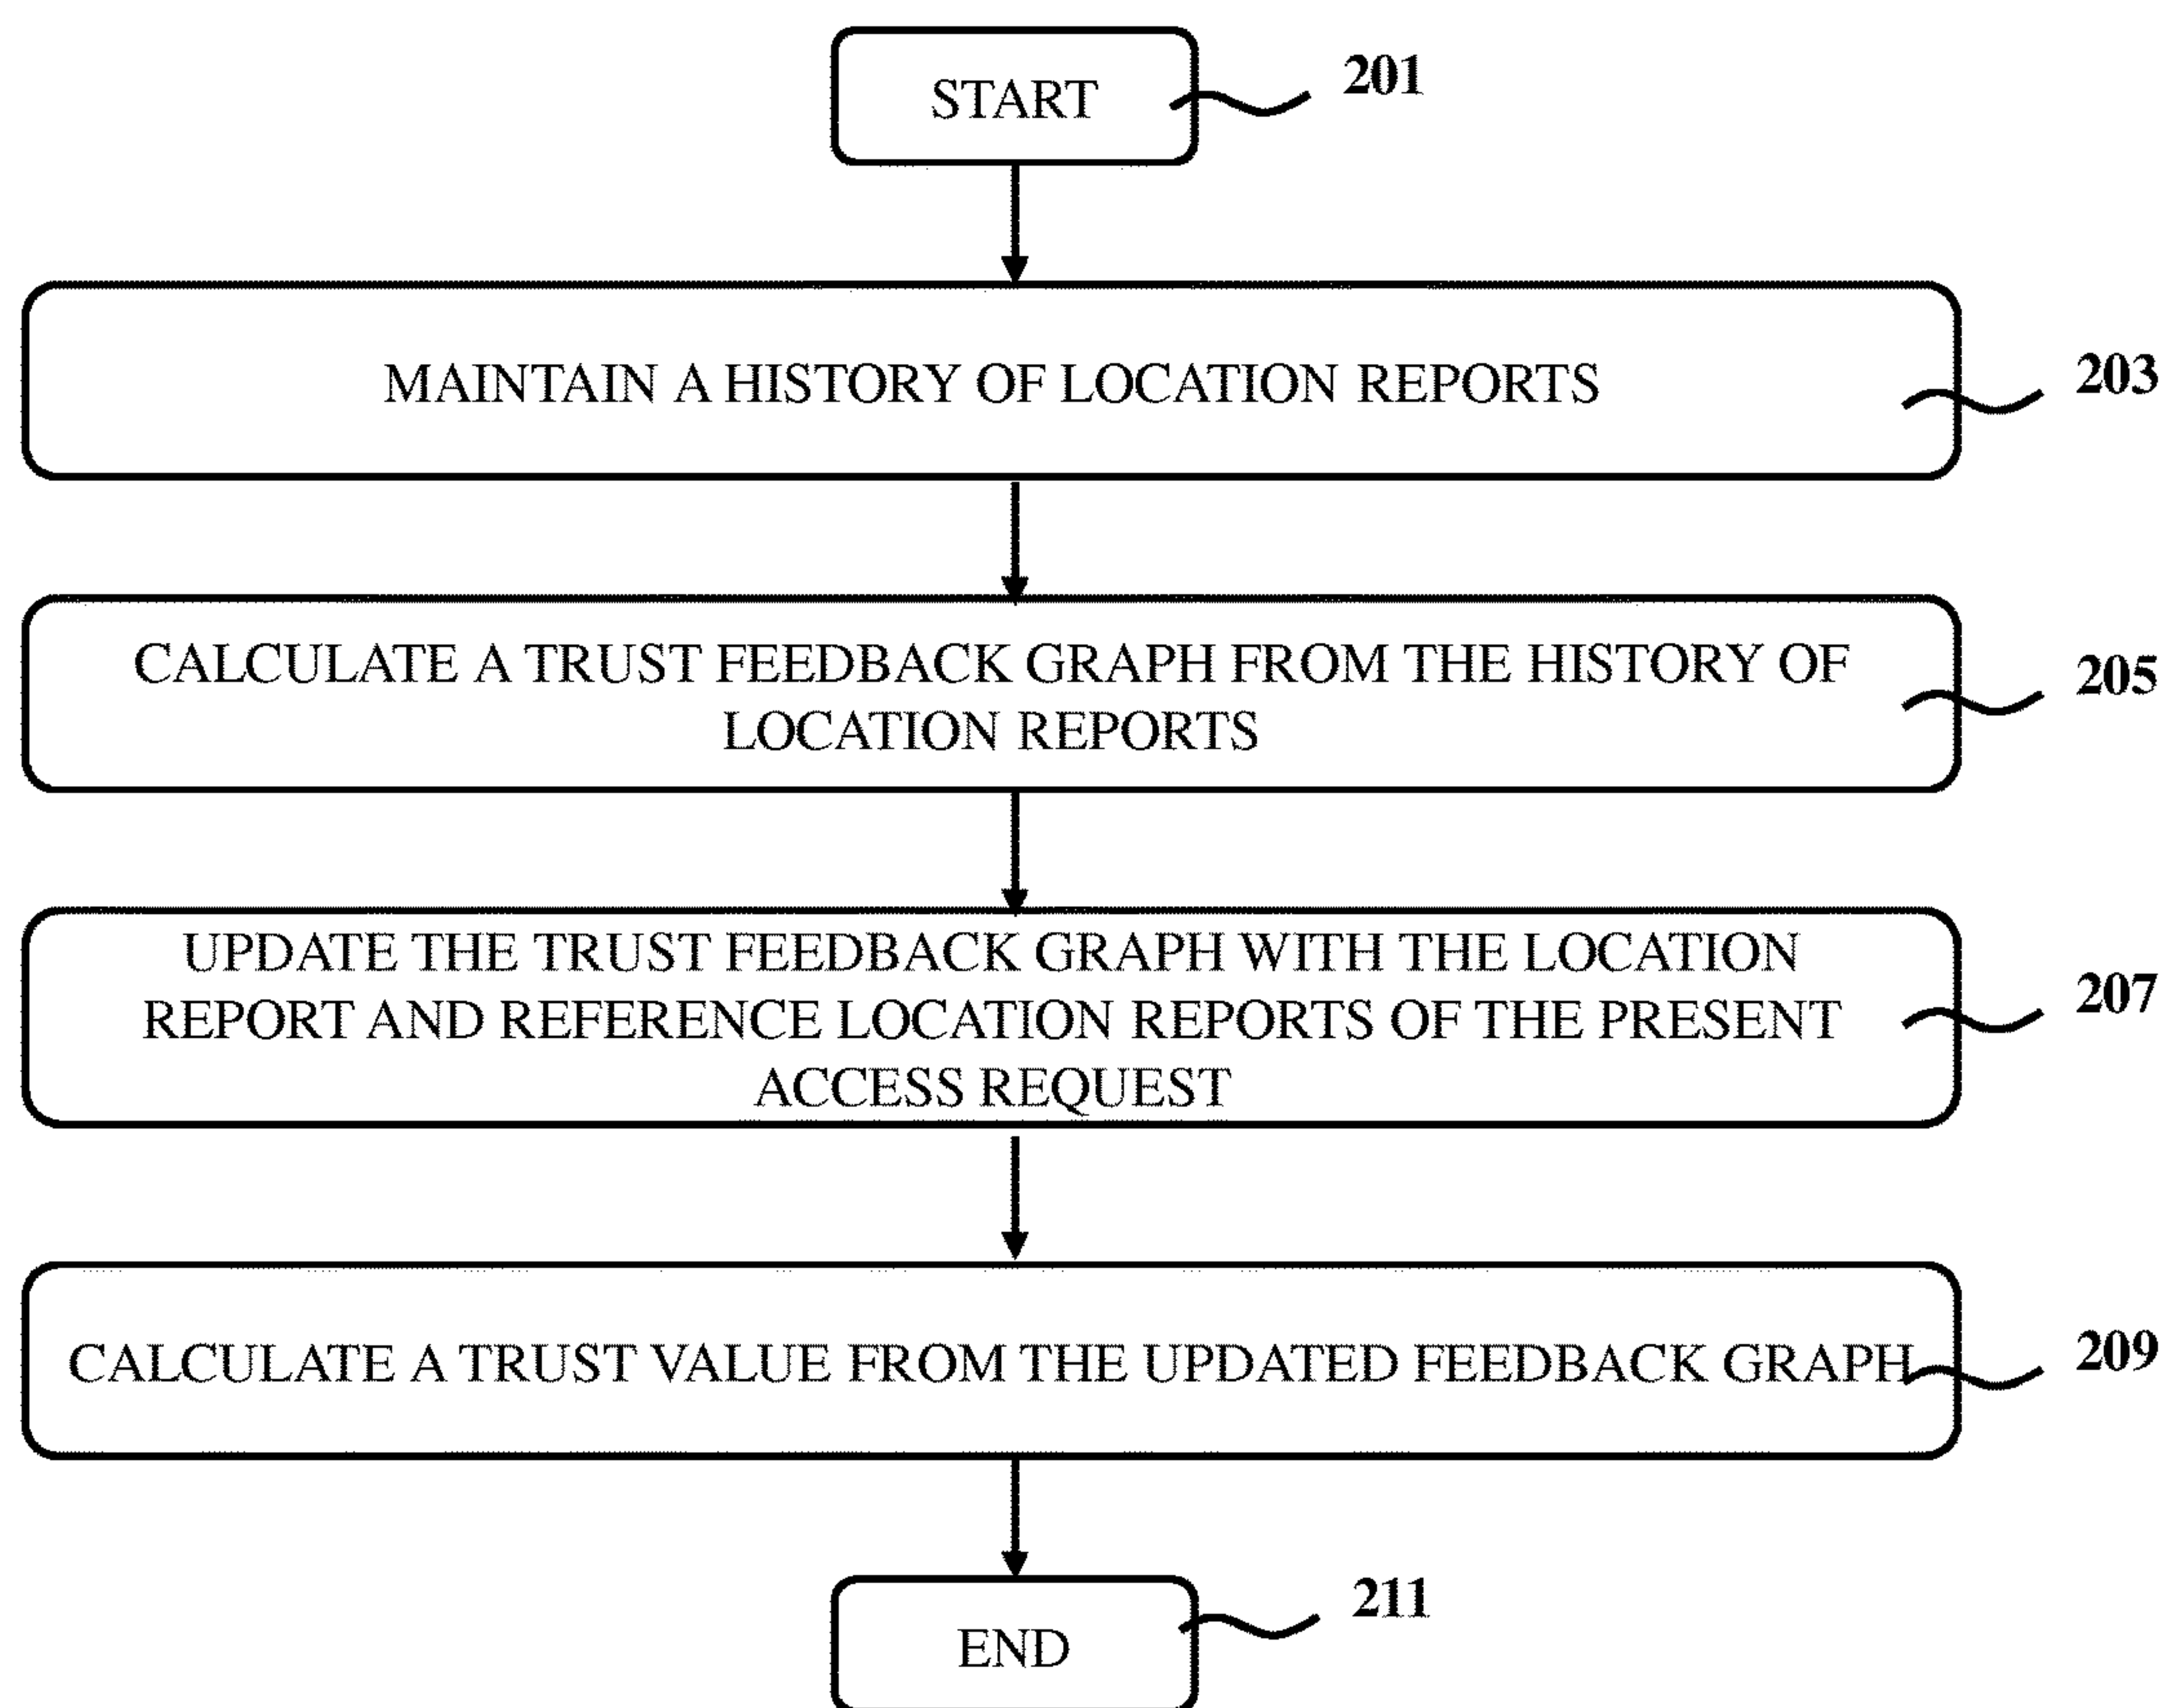 START
201
MAINTAIN A HISTORY OF LOCATION REPORTS
203
CALCULATE A TRUST FEEDBACK GRAPH FROM THE HISTORY OF
LOCATION REPORTS
205
UPDATE THE TRUST FEEDBACK GRAPH WITH THE LOCATION
REPORT AND REFERENCE LOCATION REPORTS OF THE PRESENT
ACCESS REQUEST
207
CALCULATE A TRUST VALUE FROM THE UPDATED FEEDBACK GRAPH
209
END
211